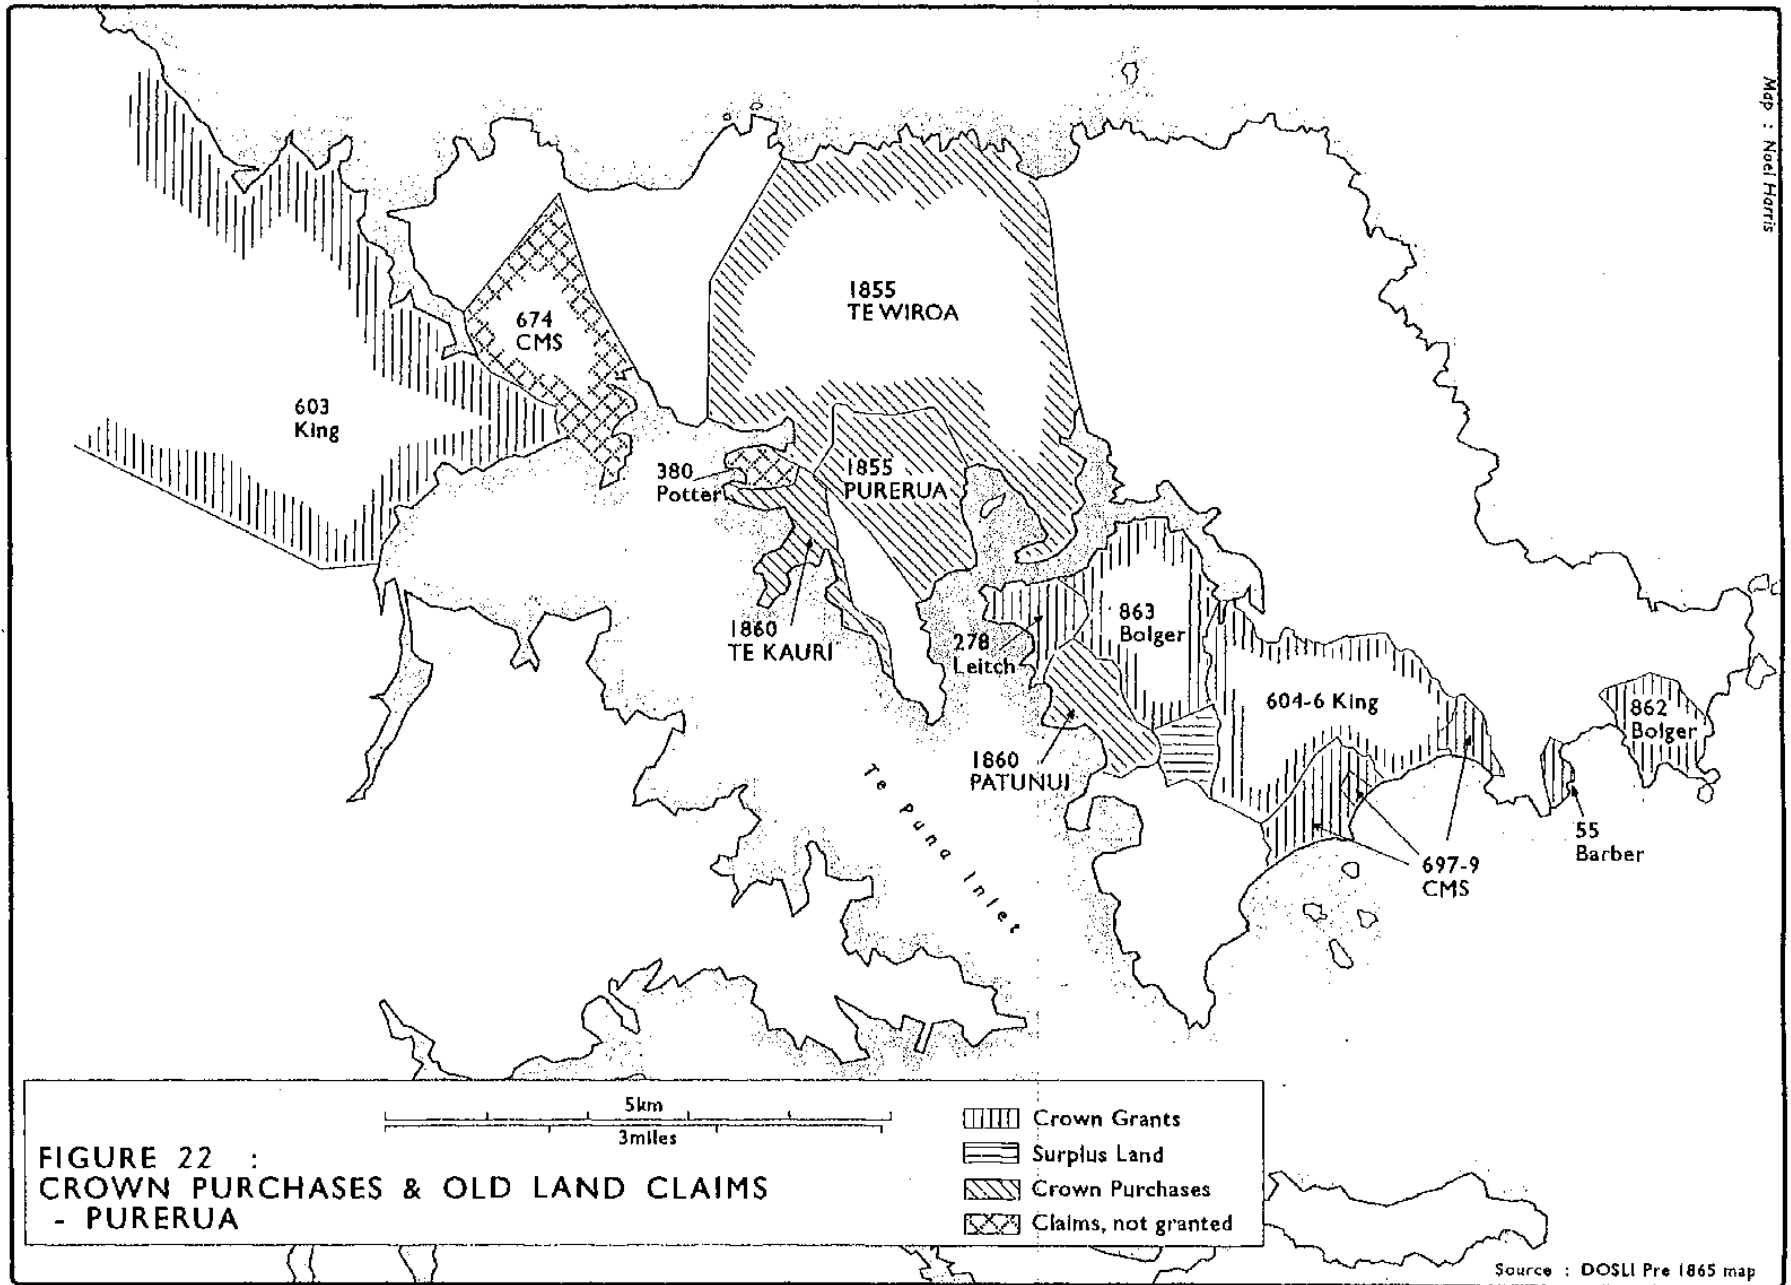 Map : Noel Harris
1855
TE WIROA
674
CMS
603
King
380
Potter
1855
PURERUA
1860
TE KAURI
278
Leitch
863
Bolger
604-6 King
862
Bolger
1860
PATUNUI
55
Barber
697-9
CMS
Te Puna Inlet
5km
3miles
FIGURE 22 :
CROWN PURCHASES & OLD LAND CLAIMS
- PURERUA
Crown Grants
Surplus Land
Crown Purchases
Claims, not granted
Source : DOSLI Pre 1865 map